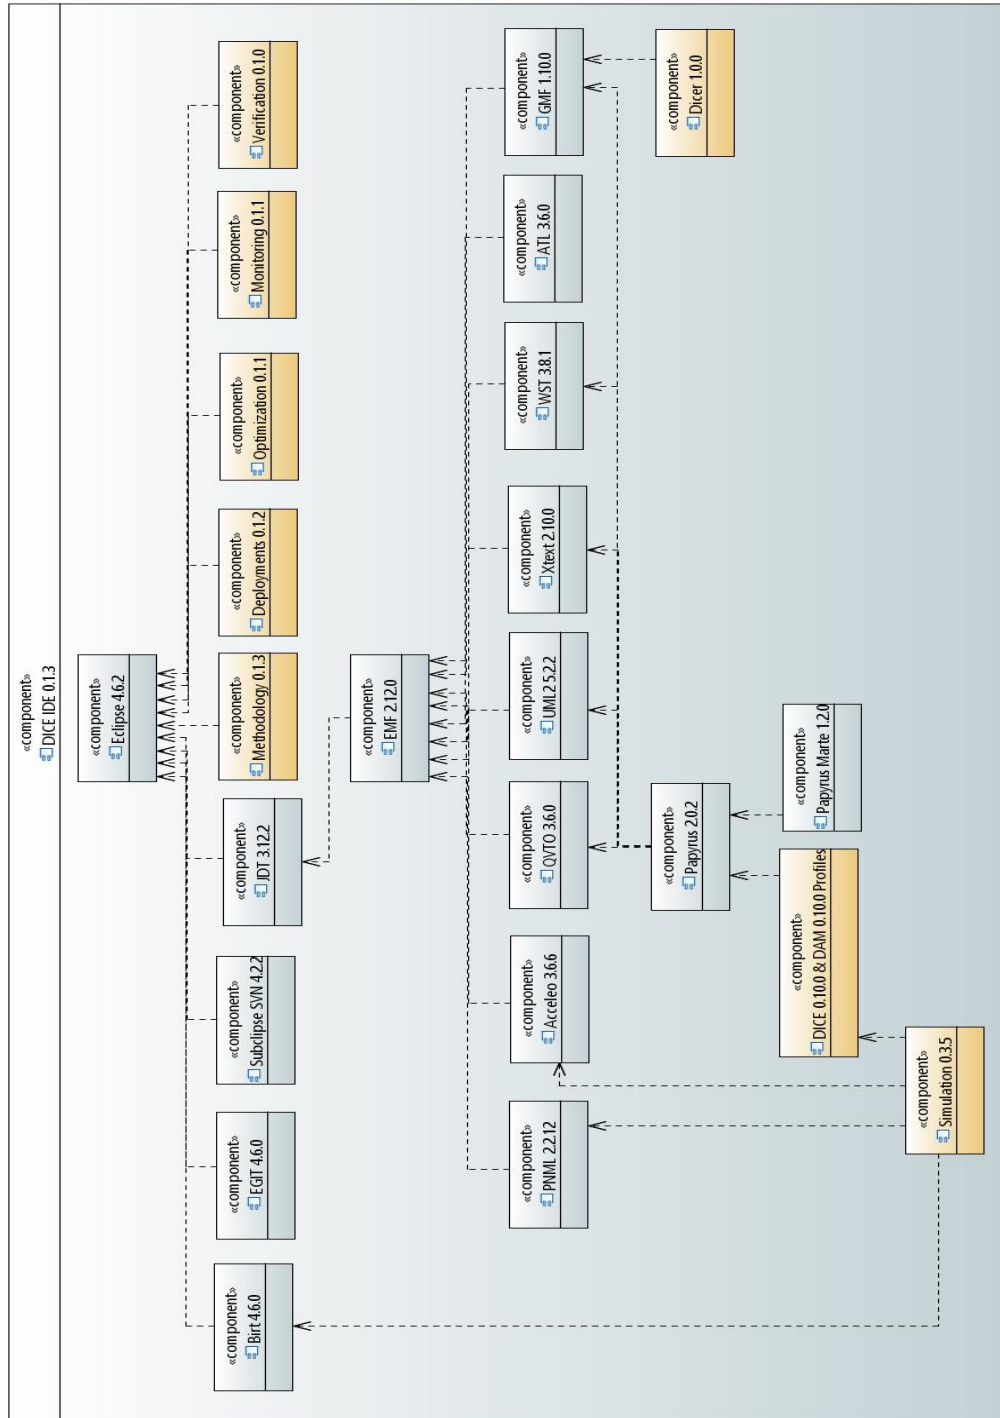 «component»
DICE IDE 0.1.3
«component»
Eclipse 4.6.2
«component»
Birt 4.6.0
«component»
EGIT 4.6.0
«component»
Subclipse SVN 4.2.2
«component»
JDT 3.12.2
«component»
Methodology 0.1.3
«component»
Deployments 0.1.2
«component»
Optimization 0.1.1
«component»
Monitoring 0.1.1
«component»
Verification 0.1.0
«component»
EMF 2.12.0
«component»
PNML 2.2.12
«component»
Acceleo 3.6.6
«component»
QVTO 3.6.0
«component»
UML2 5.2.2
«component»
Xtext 2.10.0
«component»
WST 3.8.1
«component»
ATL 3.6.0
«component»
GMF 1.10.0
«component»
Papyrus 2.0.2
«component»
Dicer 1.0.0
«component»
DICE 0.10.0 & DAM 0.10.0 Profiles
«component»
Papyrus Marte 1.2.0
«component»
Simulation 0.3.5